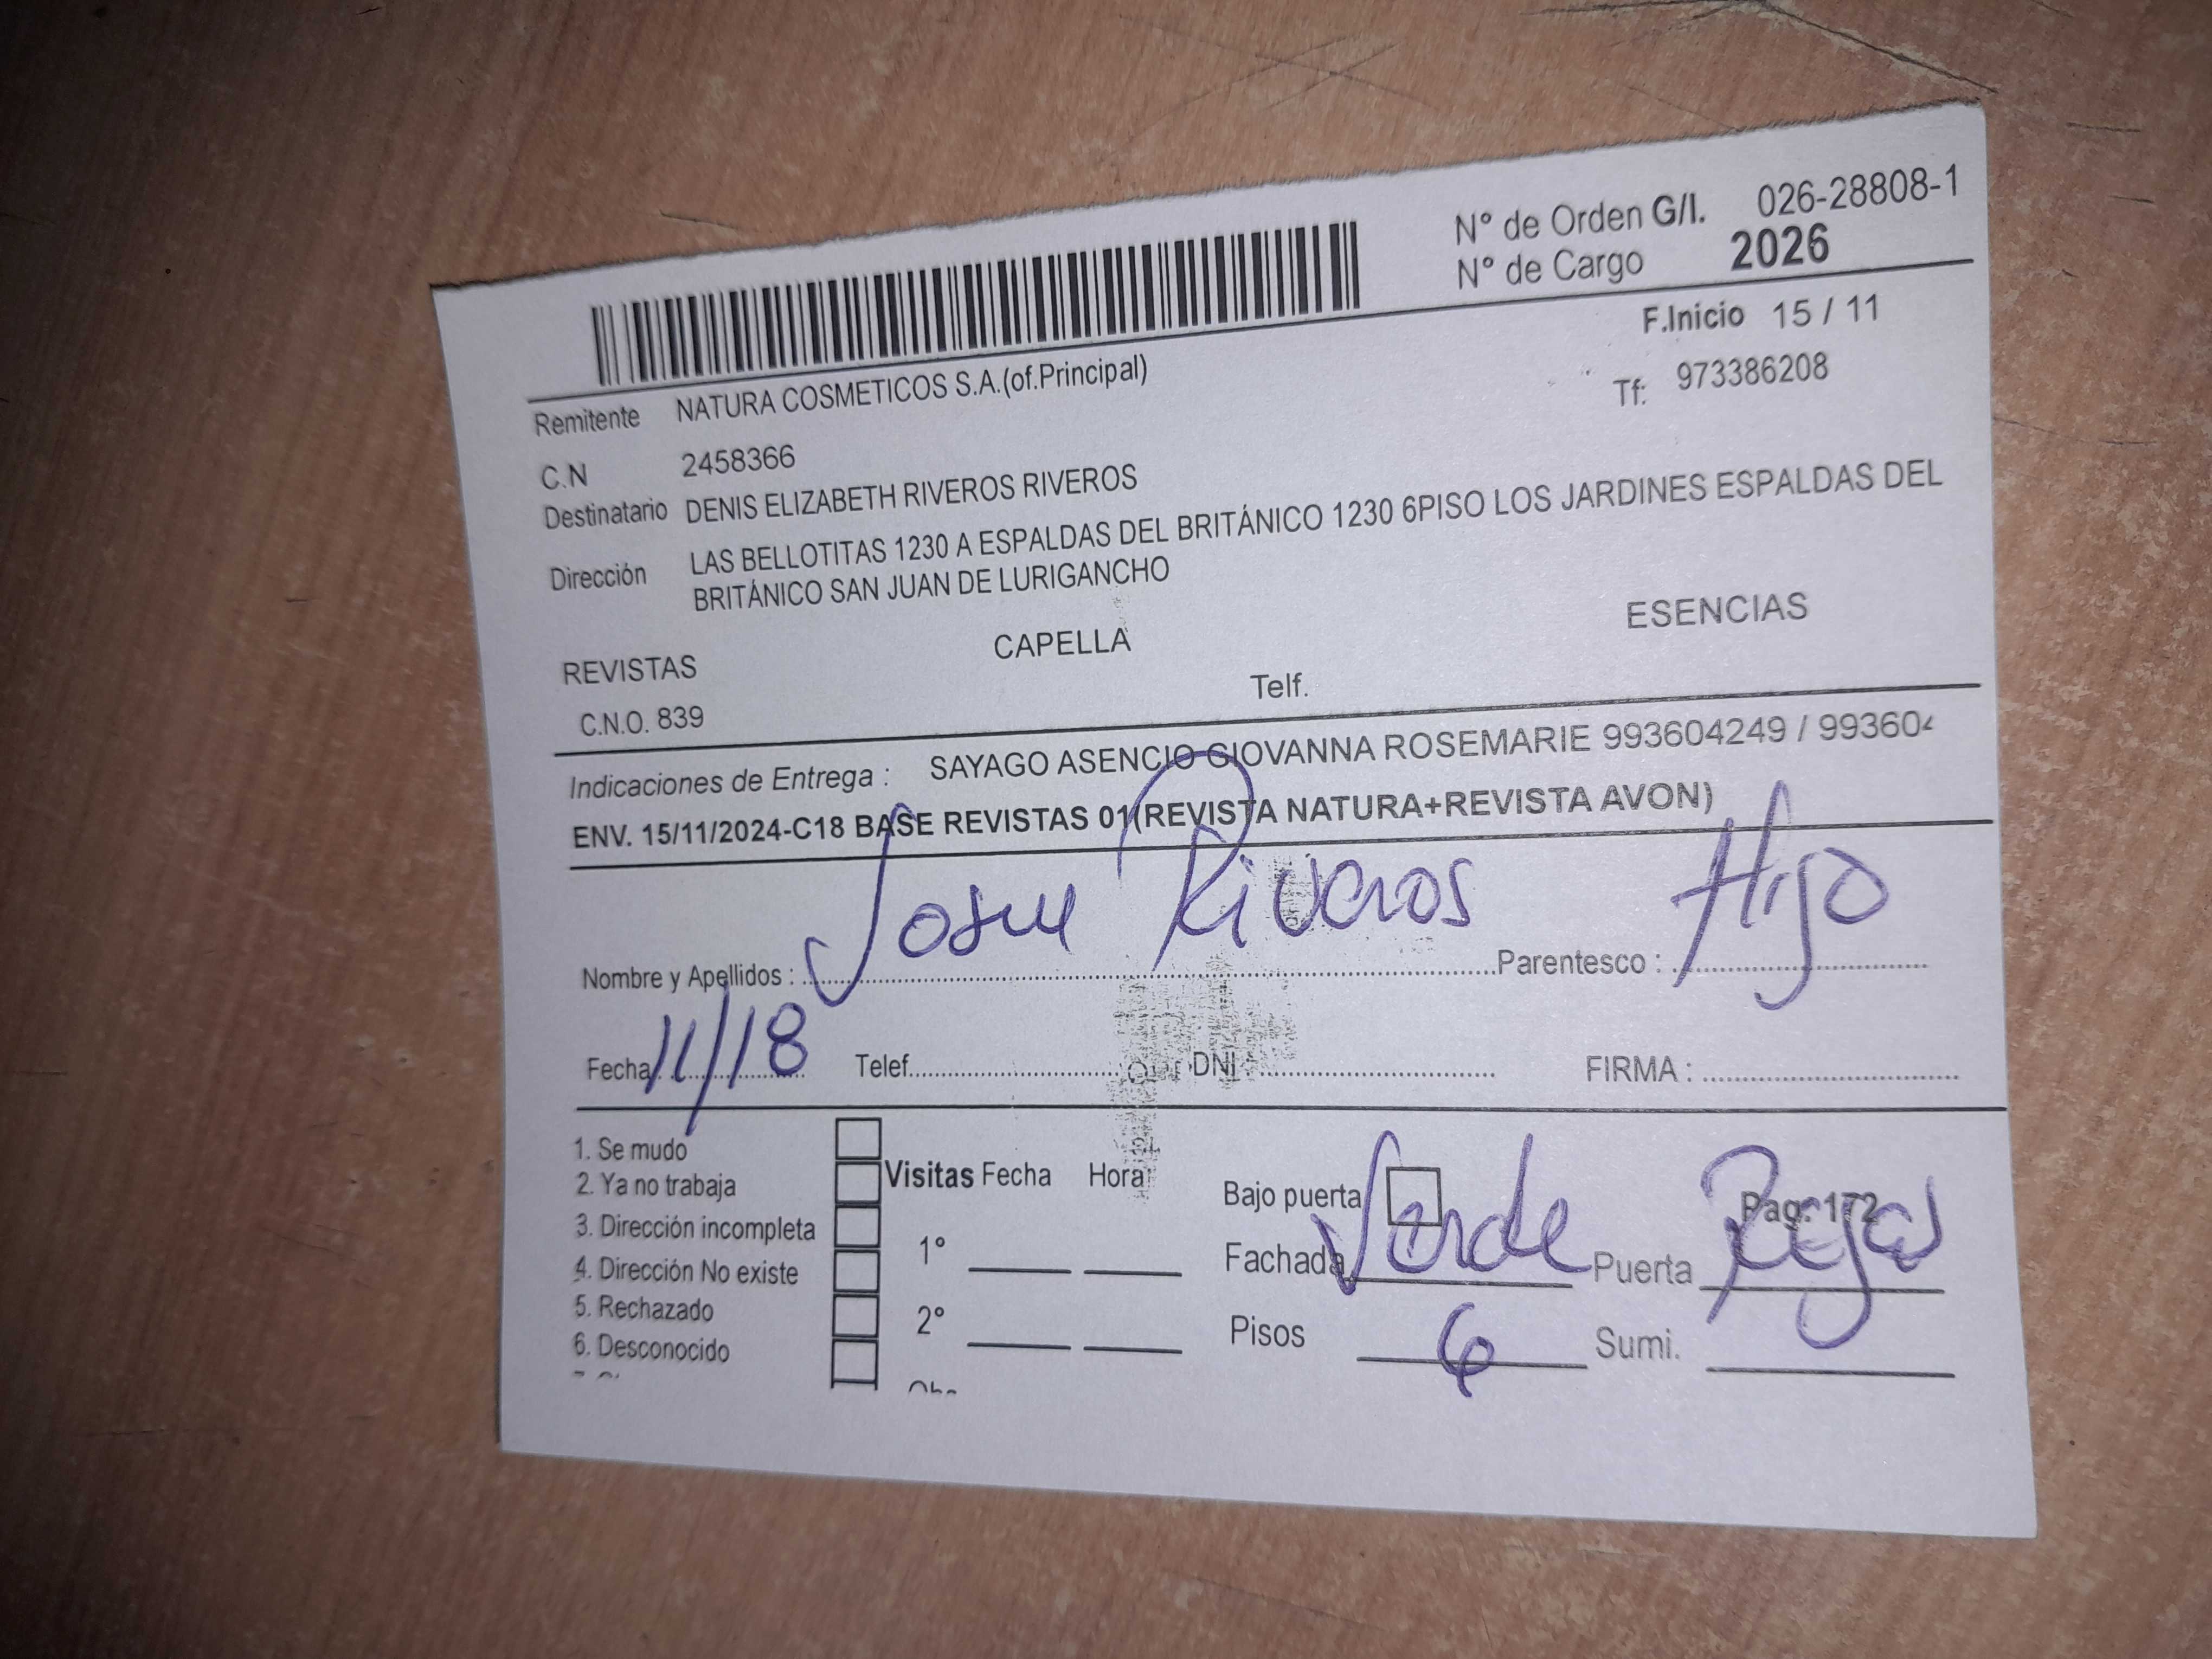 N° de Orden G/I. 026-28808-1
N° de Cargo 2026
F.Inicio 15 / 11
Remitente NATURA COSMETICOS S.A.(of.Principal) Tf: 973386208
C.N 2458366
Destinatario DENIS ELIZABETH RIVEROS RIVEROS
Dirección LAS BELLOTITAS 1230 A ESPALDAS DEL BRITÁNICO 1230 6PISO LOS JARDINES ESPALDAS DEL
BRITÁNICO SAN JUAN DE LURIGANCHO
REVISTAS CAPELLA ESENCIAS
C.N.O. 839 Telf.
Indicaciones de Entrega : SAYAGO ASENCIO GIOVANNA ROSEMARIE 993604249 / 99360
ENV. 15/11/2024-C18 BASE REVISTAS 01(REVISTA NATURA+REVISTA AVON)
Nombre y Apellidos : Josue Riveros Parentesco : Hijo
Fecha 11/18 Telef. DNI : FIRMA :
1. Se mudo
2. Ya no trabaja Visitas Fecha Hora Bajo puerta Pag: 172
3. Dirección incompleta 1° Fachada Verde Puerta
4. Dirección No existe
5. Rechazado 2° Pisos 6 Sumi.
6. Desconocido